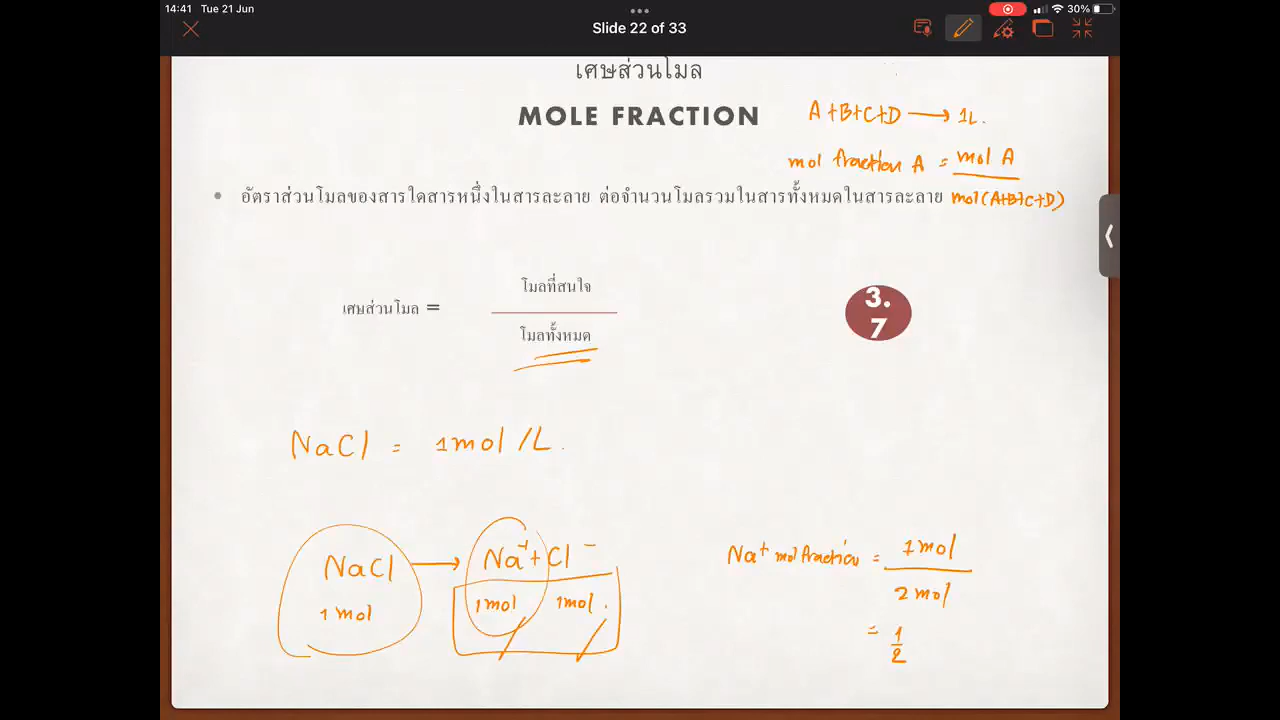 14:41 Tue 21 Jun
30%
Slide 22 of 33
เศษส่วนโมล
MOLE FRACTION
A+B+C+D → 1L.
mol fraction A = mol A
mol(A+B+C+D)
• อัตราส่วนโมลของสารใดสารหนึ่งในสารละลาย ต่อจำนวนโมลรวมในสารทั้งหมดในสารละลาย
โมลที่สนใจ
เศษส่วนโมล =
โมลทั้งหมด
3.
7
NaCl = 1mol/L.
NaCl → Na⁺+Cl⁻
1 mol 1mol 1mol.
Na⁺ mol fraction = 1mol
2 mol
= 1
2